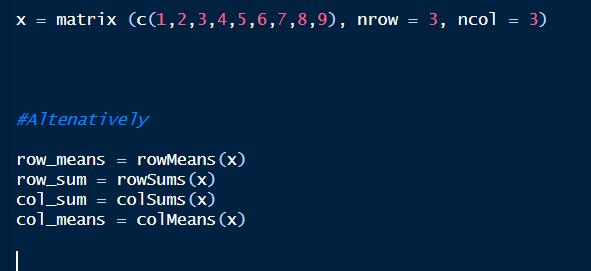 x = matrix (c(1,2,3,4,5,6,7,8,9), nrow = 3, ncol = 3)
#Altenatively
row_means = rowMeans(x)
row_sum = rowSums(x)
col_sum = colSums(x)
col_means = colMeans(x)